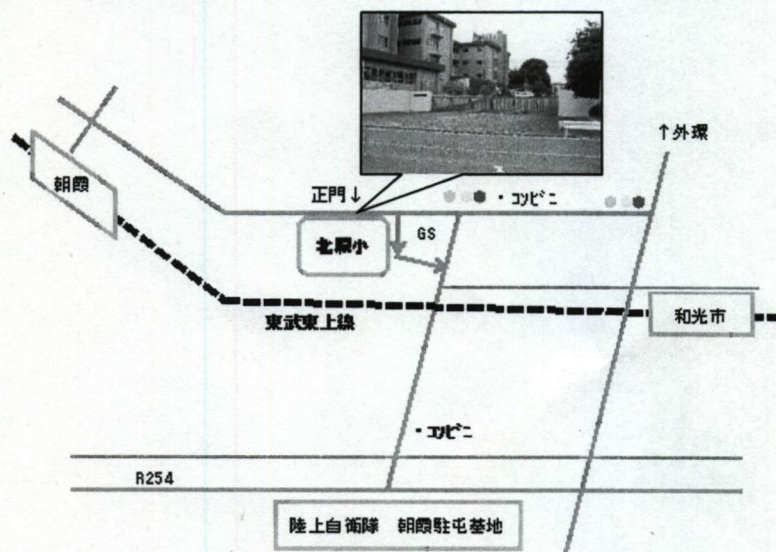 ↑外環
朝霞
正門↓
・コンビニ
GS
北原小
和光市
東武東上線
・コンビニ
R254
陸上自衛隊 朝霞駐屯基地